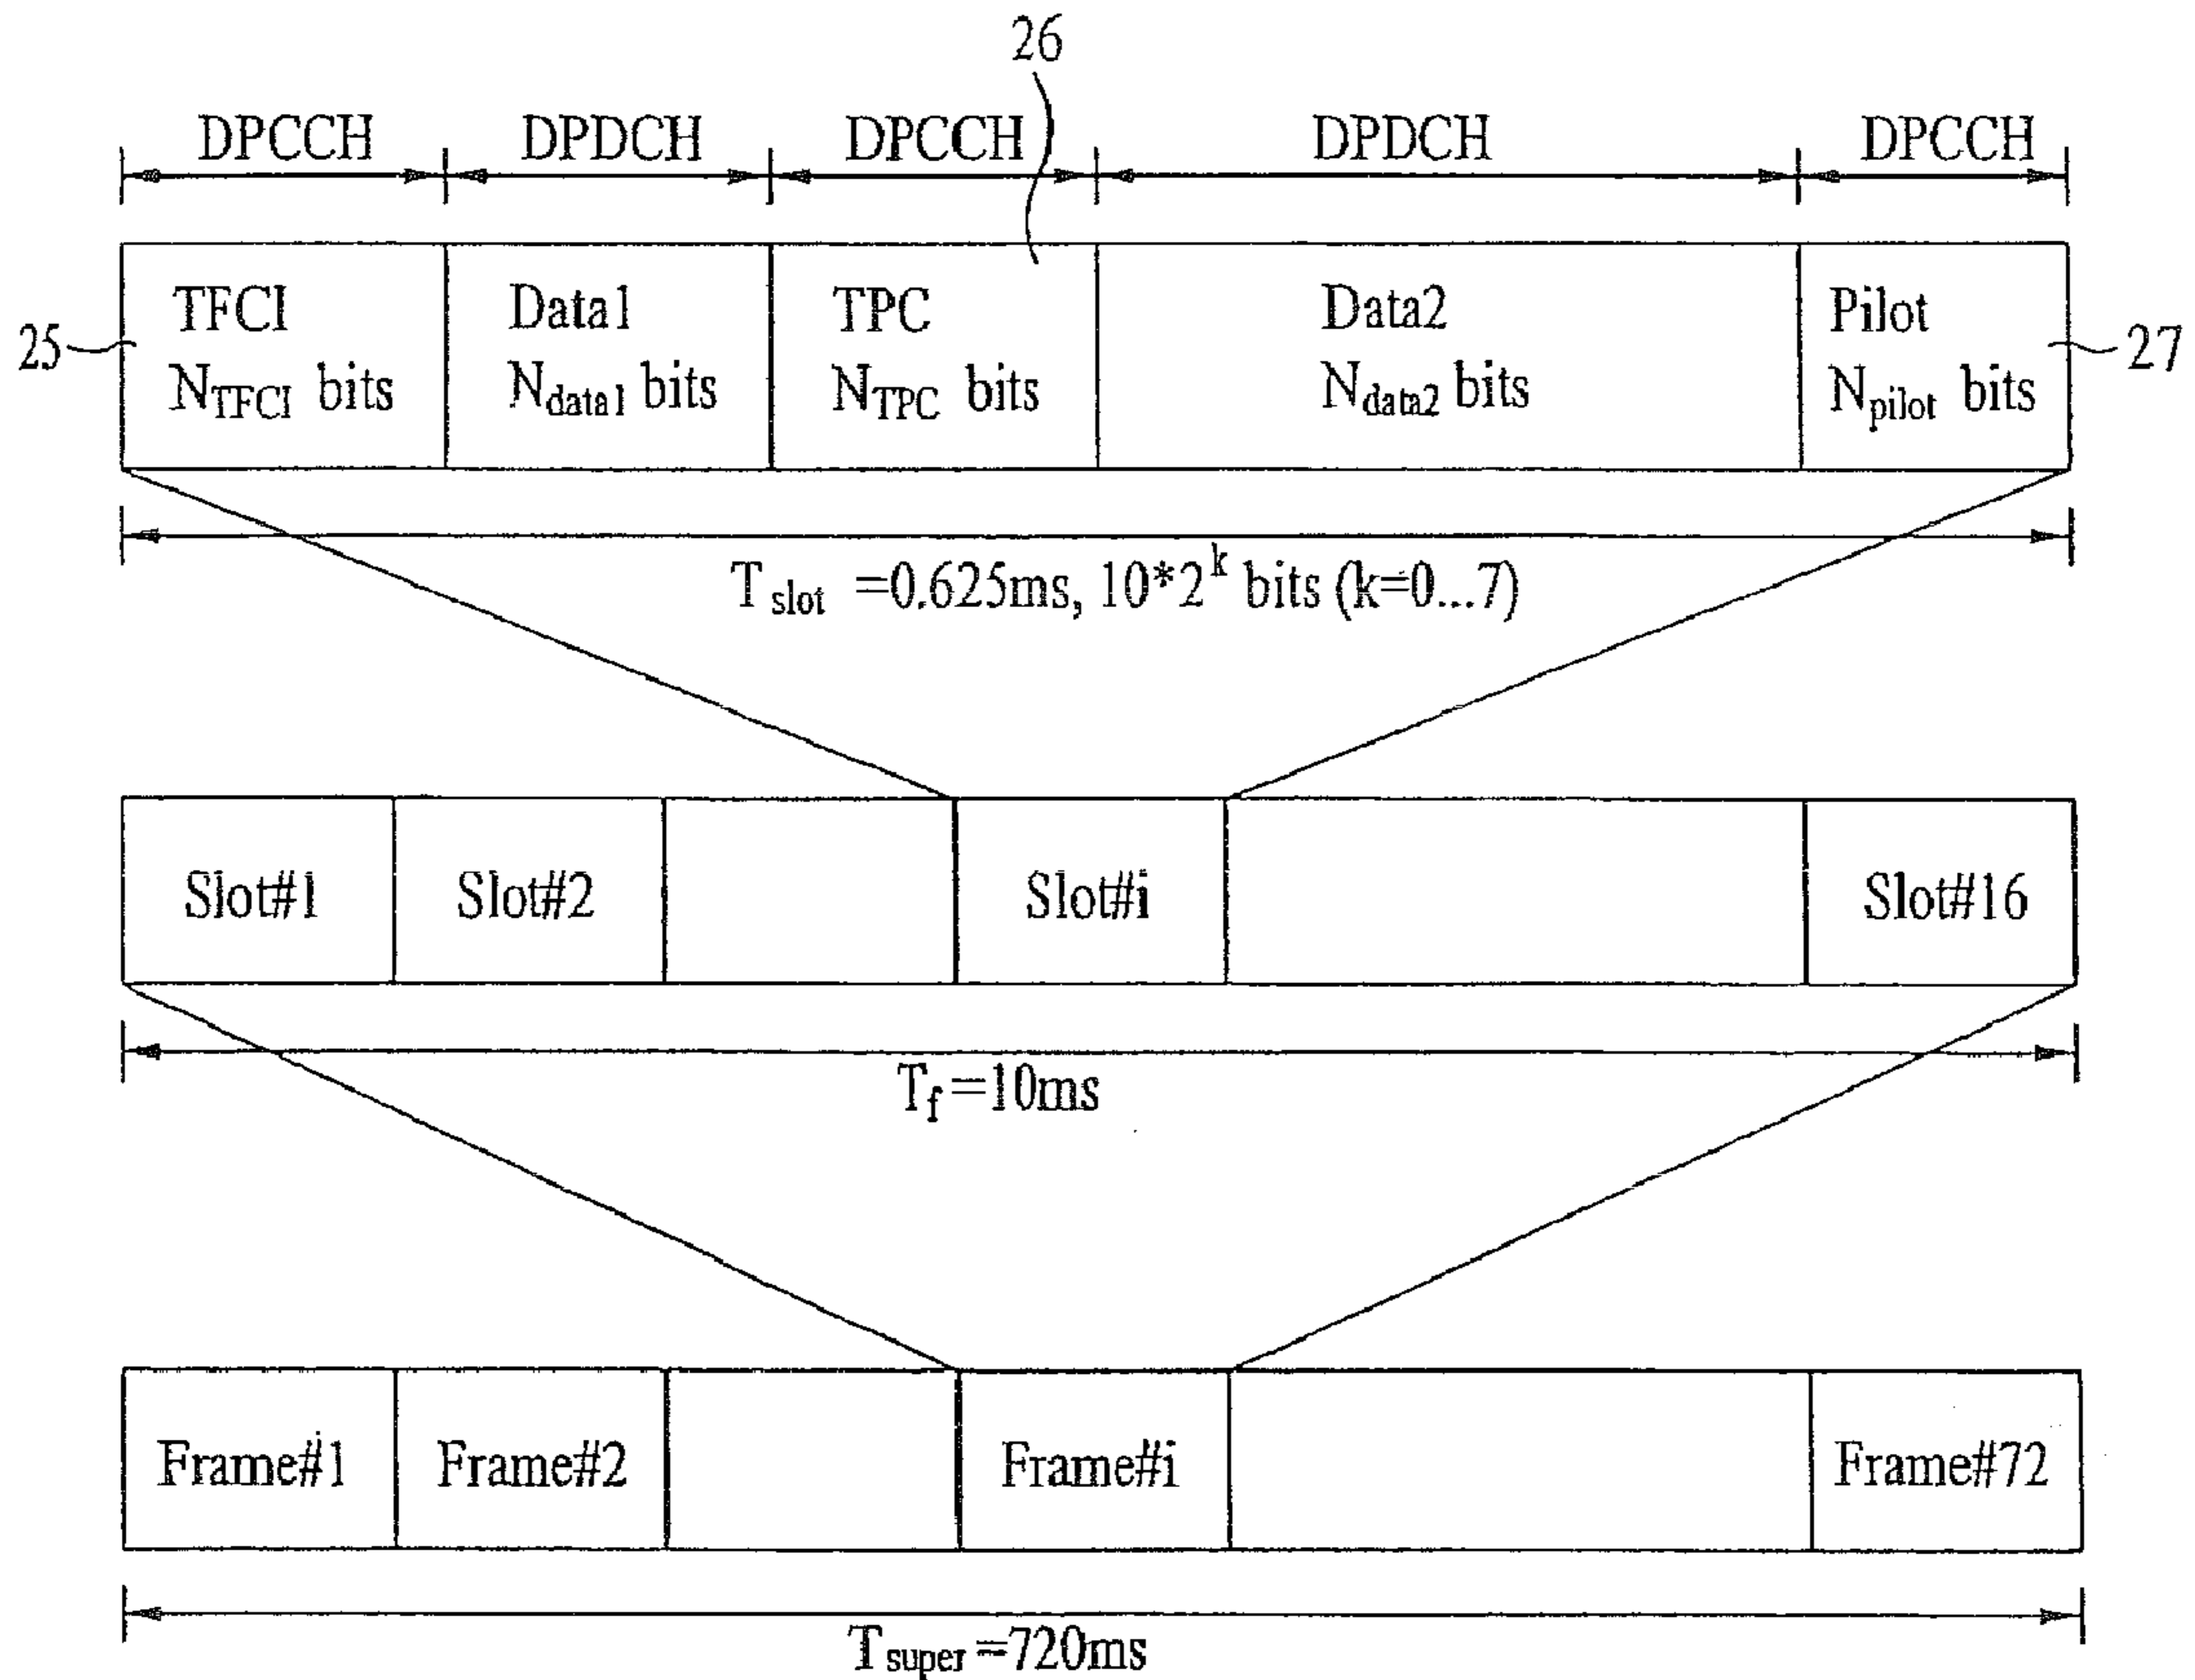 26
DPCCH DPDCH DPCCH DPDCH DPCCH
TFCI Data1 TPC Data2 Pilot
25 27
N_TFCI bits N_data1 bits N_TPC bits N_data2 bits N_pilot bits
T_slot =0.625ms, 10*2^k bits (k=0...7)
Slot#1 Slot#2 Slot#i Slot#16
T_f=10ms
Frame#1 Frame#2 Frame#i Frame#72
T_super=720ms